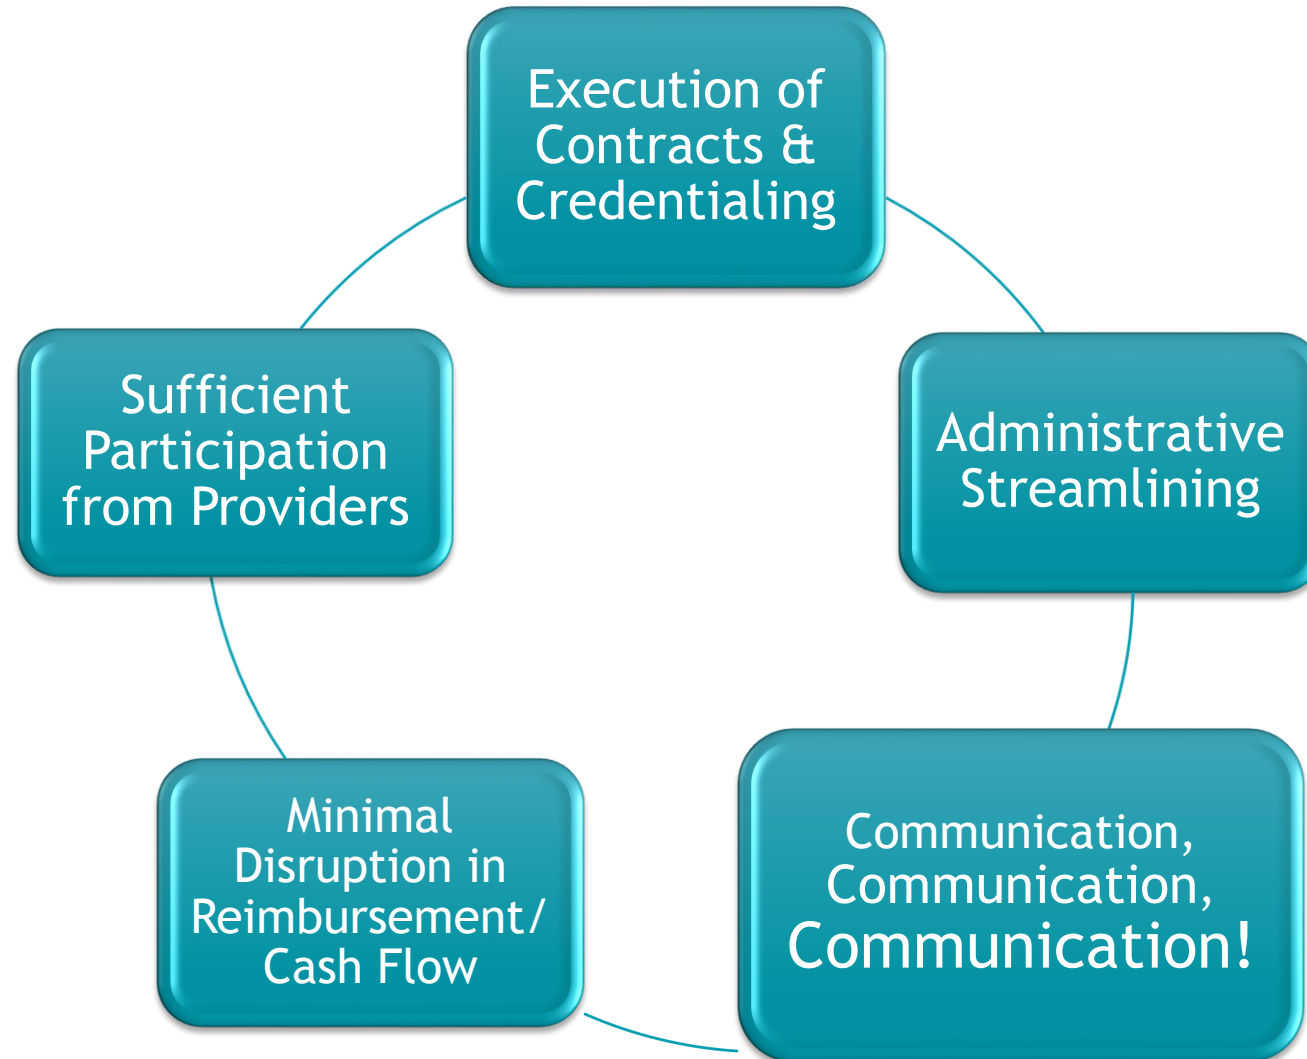 Execution of
Contracts &
Credentialing
Administrative
Streamlining
Communication,
Communication,
Communication!
Minimal
Disruption in
Reimbursement/
Cash Flow
Sufficient
Participation
from Providers